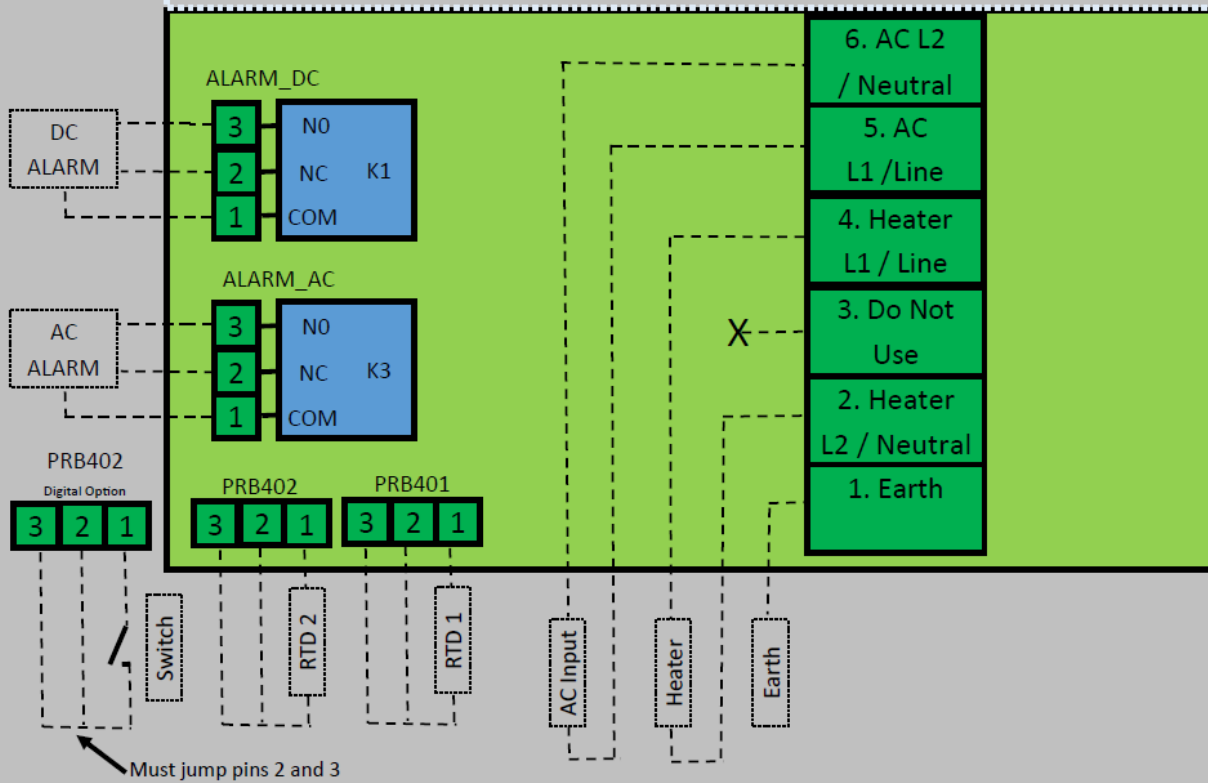 ALARM_DC
3
2
1
N0
NC
K1
COM
DC
ALARM
ALARM_AC
3
2
1
N0
NC
K3
COM
AC
ALARM
6. AC L2
/ Neutral
5. AC
L1 /Line
4. Heater
L1 / Line
3. Do Not
Use
X
2. Heater
L2 / Neutral
1. Earth
PRB402
Digital Option
3 2 1
PRB402
3 2 1
PRB401
3 2 1
Switch
RTD 2
RTD 1
AC Input
Heater
Earth
Must jump pins 2 and 3